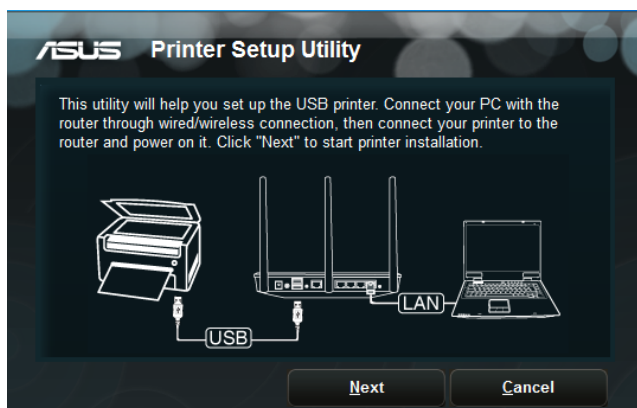 ASUS Printer Setup Utility
This utility will help you set up the USB printer. Connect your PC with the
router through wired/wireless connection, then connect your printer to the
router and power on it. Click "Next" to start printer installation.
LAN
USB
Next Cancel